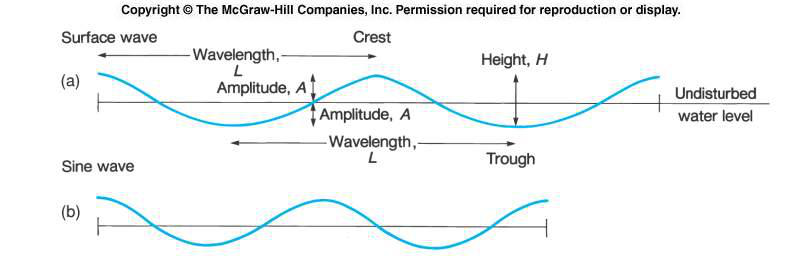 Copyright © The McGraw-Hill Companies, Inc. Permission required for reproduction or display.
Surface wave
Crest
Wavelength,
L
Height, H
(a)
Amplitude, A
Undisturbed
water level
Amplitude, A
Wavelength,
L
Trough
Sine wave
(b)